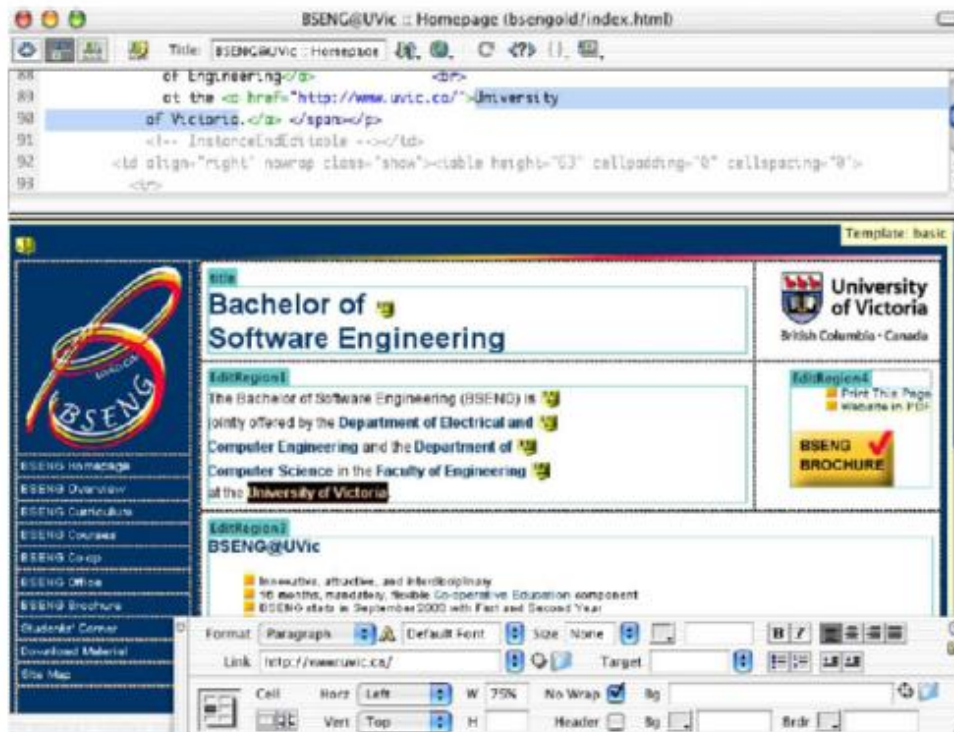 BSENG@UVic :: Homepage (bsengold/index.html)
Title: BSENG@UVic :: Homepage
88 of Engineering</a> <br>
89 at the <a href="http://www.uvic.ca/">University
90 of Victoria.</a> </span></p>
91 <!-- InstanceEndEditable --></td>
92 <td align="right" nowrap class="show"><table height="53" cellpadding="0" cellspacing="0">
93 <tr>
Template: basic
BSENG
title
Bachelor of
Software Engineering
University
of Victoria
British Columbia · Canada
EditRegion1
The Bachelor of Software Engineering (BSENG) is
jointly offered by the Department of Electrical and
Computer Engineering and the Department of
Computer Science in the Faculty of Engineering
at the University of Victoria.
EditRegion4
Print This Page
Website in PDF
BSENG
BROCHURE
BSENG Homepage
BSENG Overview
BSENG Curriculum
BSENG Courses
BSENG Co-op
BSENG Office
BSENG Brochure
Students' Corner
Download Material
Site Map
BSENG@UVic
Innovative, attractive, and interdisciplinary
16 months, mandatory, flexible Co-operative Education component
BSENG starts in September 2003 with First and Second Year
Format Paragraph Default Font Size None B I
Link http://www.uvic.ca/ Target
Cell Horz Left W 75% No Wrap Bg
Vert Top H Header Bg Brdr